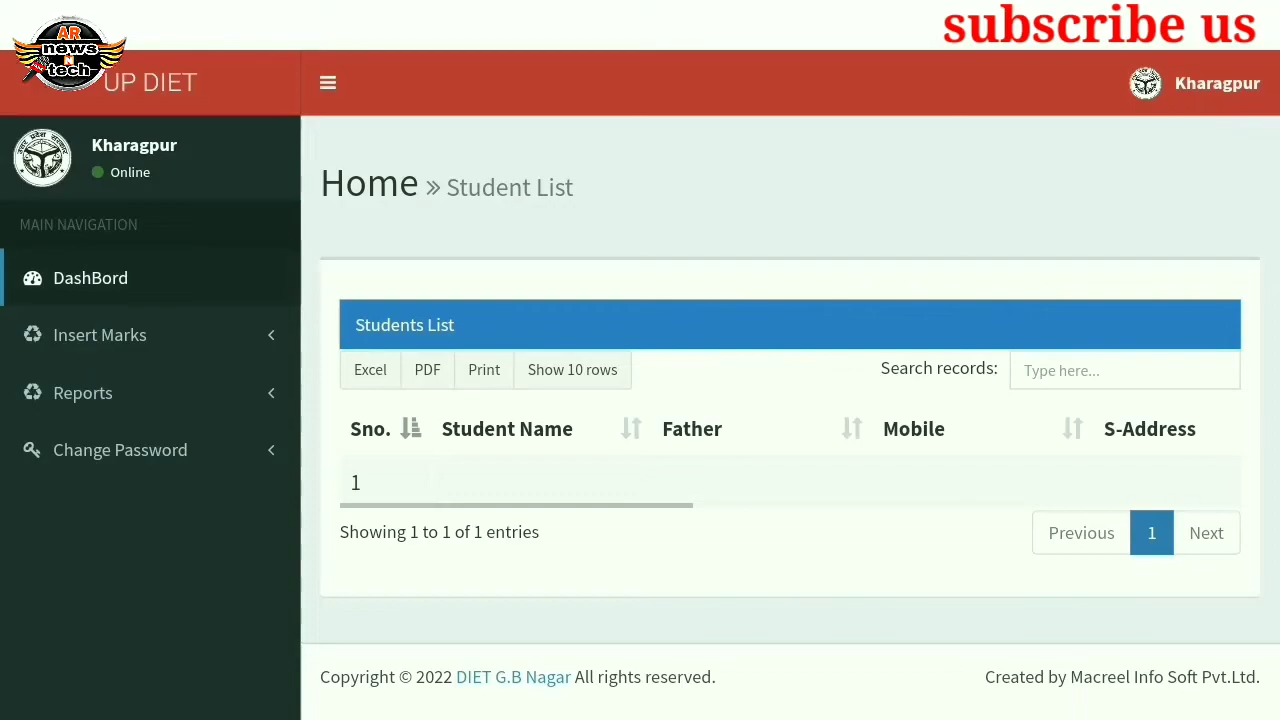 subscribe us
AR
news
N
tech
UP DIET
Kharagpur
Kharagpur
Online
MAIN NAVIGATION
DashBord
Insert Marks
Reports
Change Password
Home » Student List
Students List
Excel PDF Print Show 10 rows
Search records: Type here...
Sno. Student Name Father Mobile S-Address
1
Showing 1 to 1 of 1 entries
Previous 1 Next
Copyright © 2022 DIET G.B Nagar All rights reserved.
Created by Macreel Info Soft Pvt.Ltd.